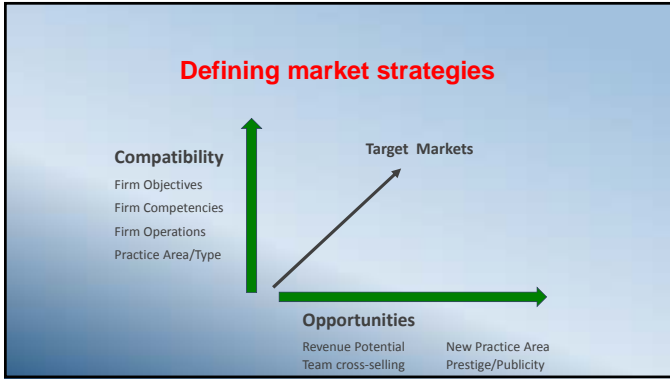 Defining market strategies
Target Markets
Compatibility
Firm Objectives
Firm Competencies
Firm Operations
Practice Area/Type
Opportunities
Revenue Potential New Practice Area
Team cross-selling Prestige/Publicity